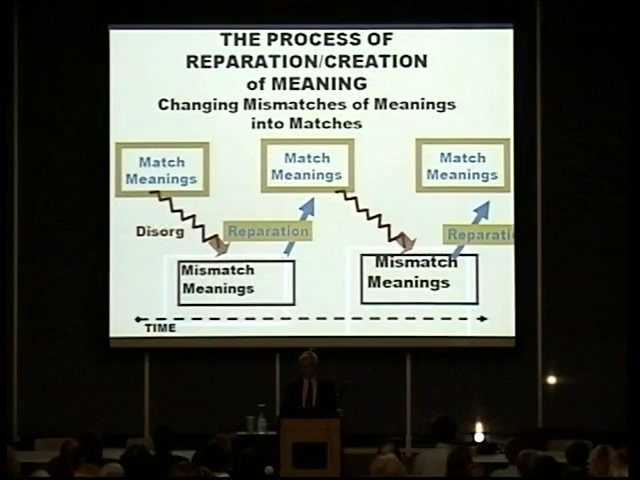 THE PROCESS OF
REPARATION/CREATION
of MEANING
Changing Mismatches of Meanings
into Matches
Match
Meanings
Match
Meanings
Match
Meanings
Disorg
Reparation
Reparati
Mismatch
Meanings
Mismatch
Meanings
TIME